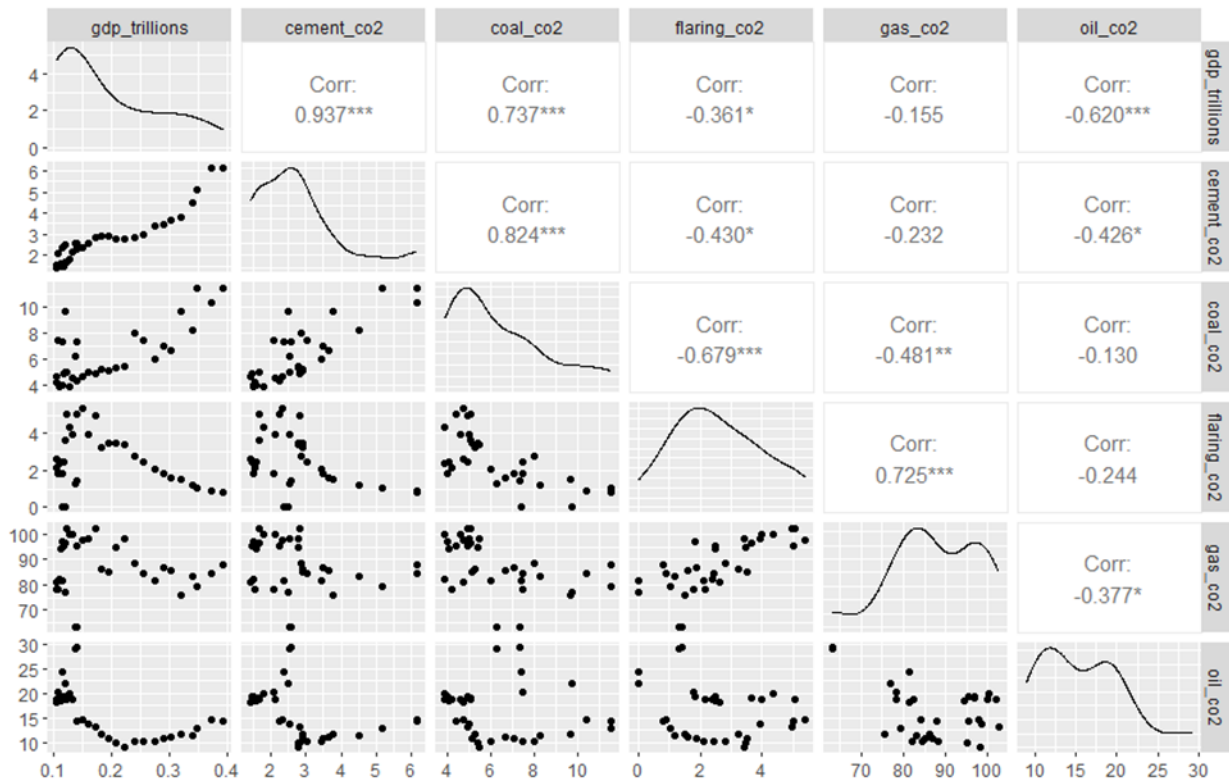 gdp_trillions cement_co2 coal_co2 flaring_co2 gas_co2 oil_co2
4
2
0
gdp_trillions
Corr:
0.937***
Corr:
0.737***
Corr:
-0.361*
Corr:
-0.155
Corr:
-0.620***
6
5
4
3
2
cement_co2
Corr:
0.824***
Corr:
-0.430*
Corr:
-0.232
Corr:
-0.426*
10
8
6
4
coal_co2
Corr:
-0.679***
Corr:
-0.481**
Corr:
-0.130
4
2
0
flaring_co2
Corr:
0.725***
Corr:
-0.244
100
90
80
70
gas_co2
Corr:
-0.377*
30
25
20
15
10
oil_co2
0.1 0.2 0.3 0.4 2 3 4 5 6 4 6 8 10 0 2 4 70 80 90 100 10 15 20 25 30